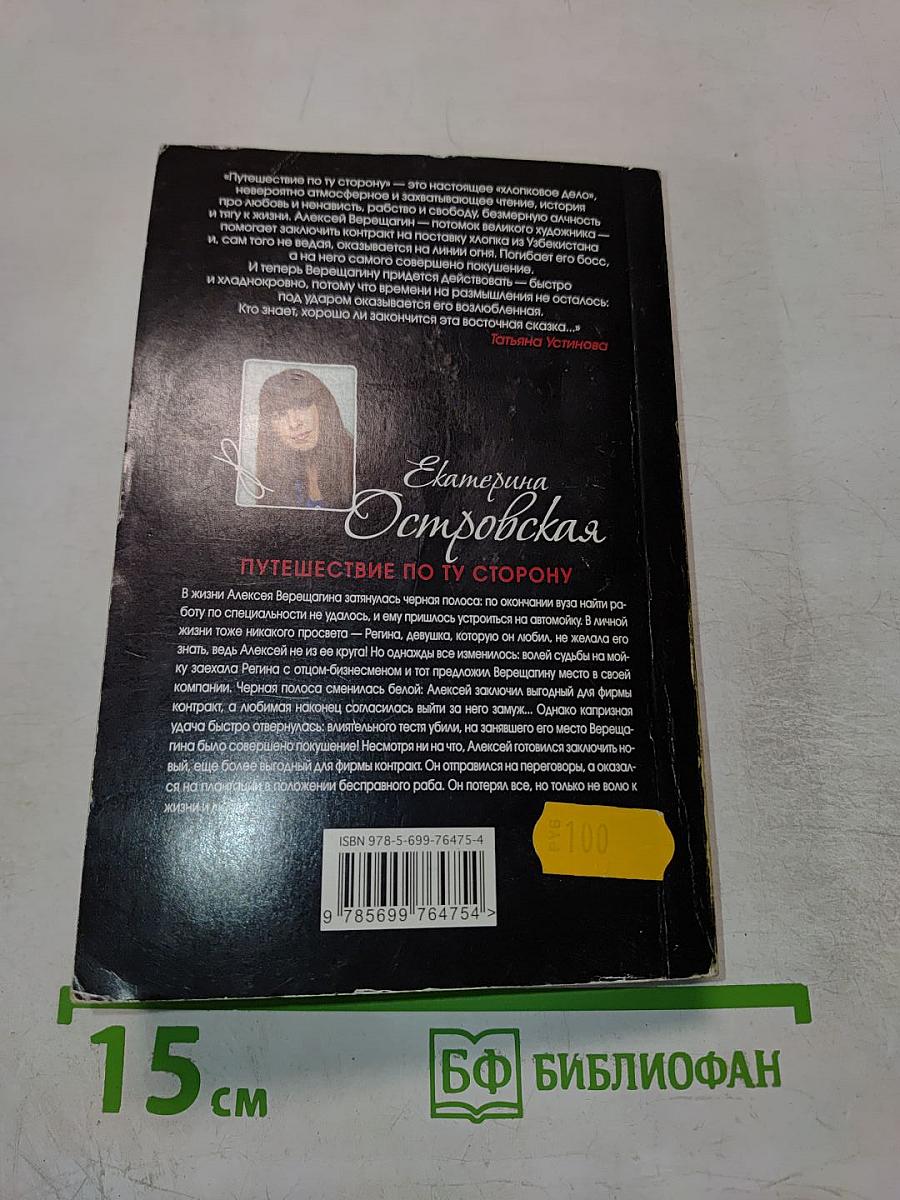 «Путешествие по ту сторону» — это настоящее «хлопковое дело»,
невероятно атмосферное и захватывающее чтение, история
про любовь и ненависть, рабство и свободу, безмерную алчность
и тягу к жизни. Алексей Верещагин — потомок великого художника —
помогает заключить контракт на поставку хлопка из Узбекистана
и, сам того не ведая, оказывается на линии огня. Погибает его босс,
а на него самого совершено покушение.
И теперь Верещагину придется действовать — быстро
и хладнокровно, потому что времени на размышления не осталось:
под ударом оказывается его возлюбленная.
Кто знает, хорошо ли закончится эта восточная сказка...»
Татьяна Устинова
Екатерина
Островская
ПУТЕШЕСТВИЕ ПО ТУ СТОРОНУ
В жизни Алексея Верещагина затянулась черная полоса: по окончании вуза найти ра-
боту по специальности не удалось, и ему пришлось устроиться на автомойку. В личной
жизни тоже никакого просвета — Регина, девушка, которую он любил, не желала его
знать, ведь Алексей не из ее круга! Но однажды все изменилось: волей судьбы на мой-
ку заехала Регина с отцом-бизнесменом и тот предложил Верещагину место в своей
компании. Черная полоса сменилась белой: Алексей заключил выгодный для фирмы
контракт, а любимая наконец согласилась выйти за него замуж... Однако капризная
удача быстро отвернулась: влиятельного тестя убили, на занявшего его место Вереща-
гина было совершено покушение! Несмотря ни на что, Алексей готовился заключить но-
вый, еще более выгодный для фирмы контракт. Он отправился на переговоры, а оказал-
ся на плантации в положении бесправного раба. Он потерял все, но только не волю к
жизни и
ISBN 978-5-699-76475-4
9 785699 764754 >
РУБ 100
15 см
БФ БИБЛИОФАН